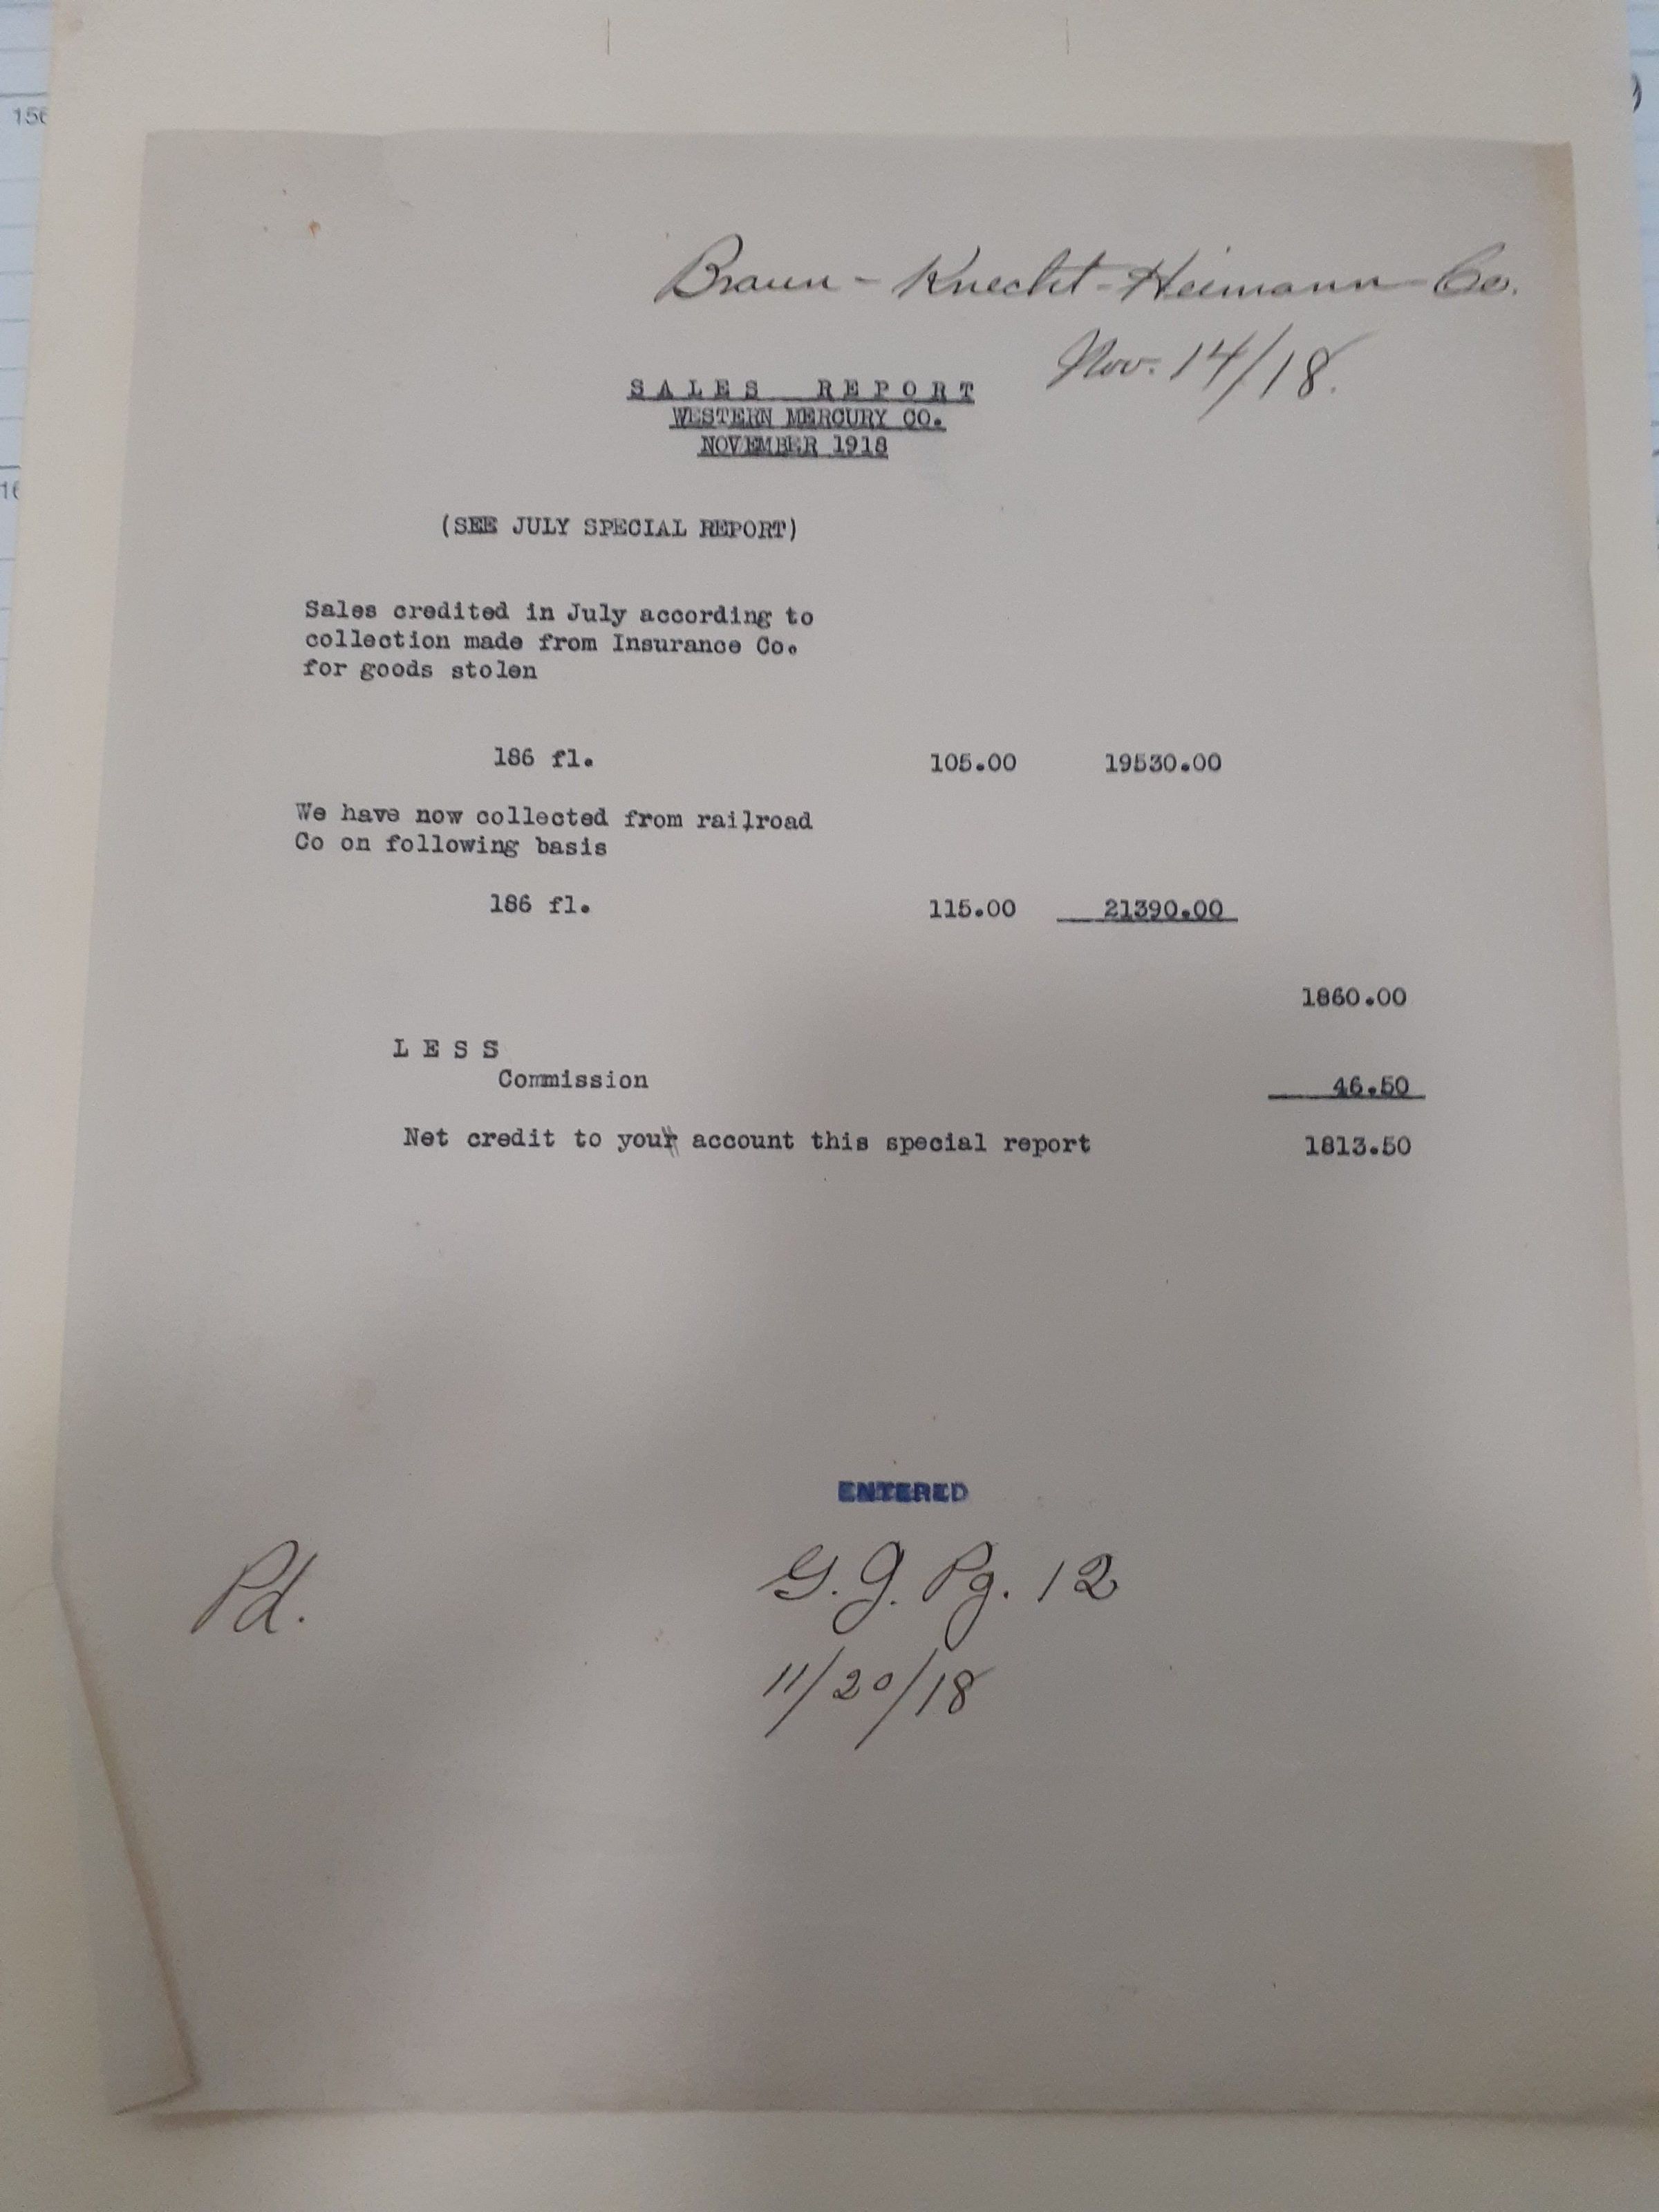 156
16
Braun-Knecht-Heimann-Co.
Nov. 14/18.
SALES REPORT
WESTERN MERCURY CO.
NOVEMBER 1918
(SEE JULY SPECIAL REPORT)
Sales credited in July according to
collection made from Insurance Co.
for goods stolen
186 fl. 105.00 19530.00
We have now collected from railroad
Co on following basis
186 fl. 115.00 21390.00
1860.00
LESS
Commission 46.50
Net credit to your account this special report 1813.50
ENTERED
Pd. G.J. Pg. 12
11/20/18